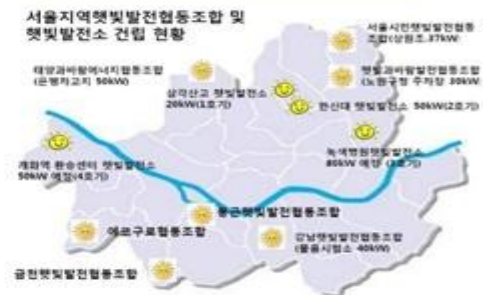 서울지역햇빛발전협동조합 및
햇빛발전소 건립 현황
서울시민햇빛발전협동
조합(상원초.37kW)
태양과바람에너지협동조합
(은평차고지 50kW)
햇빛과바람발전협동조합
(노원구청 주차장 30kW)
삼각산고 햇빛발전소
20kW(1호기)
한신대 햇빛발전소 50kW(2호기)
녹색병원햇빛발전소
80kW 예정 (3호기)
개화역 환승센터 햇빛발전소
50kW 예정(4호기)
둥근햇빛발전협동조합
에코구로협동조합
강남햇빛발전협동조합
40kW)
금천햇빛발전협동조합